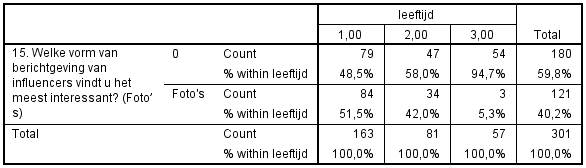 leeftijd
1,00 2,00 3,00 Total
15. Welke vorm van berichtgeving van influencers vindt u het meest interessant? (Foto's) 0 Count 79 47 54 180
% within leeftijd 48,5% 58,0% 94,7% 59,8%
Foto's Count 84 34 3 121
% within leeftijd 51,5% 42,0% 5,3% 40,2%
Total Count 163 81 57 301
% within leeftijd 100,0% 100,0% 100,0% 100,0%